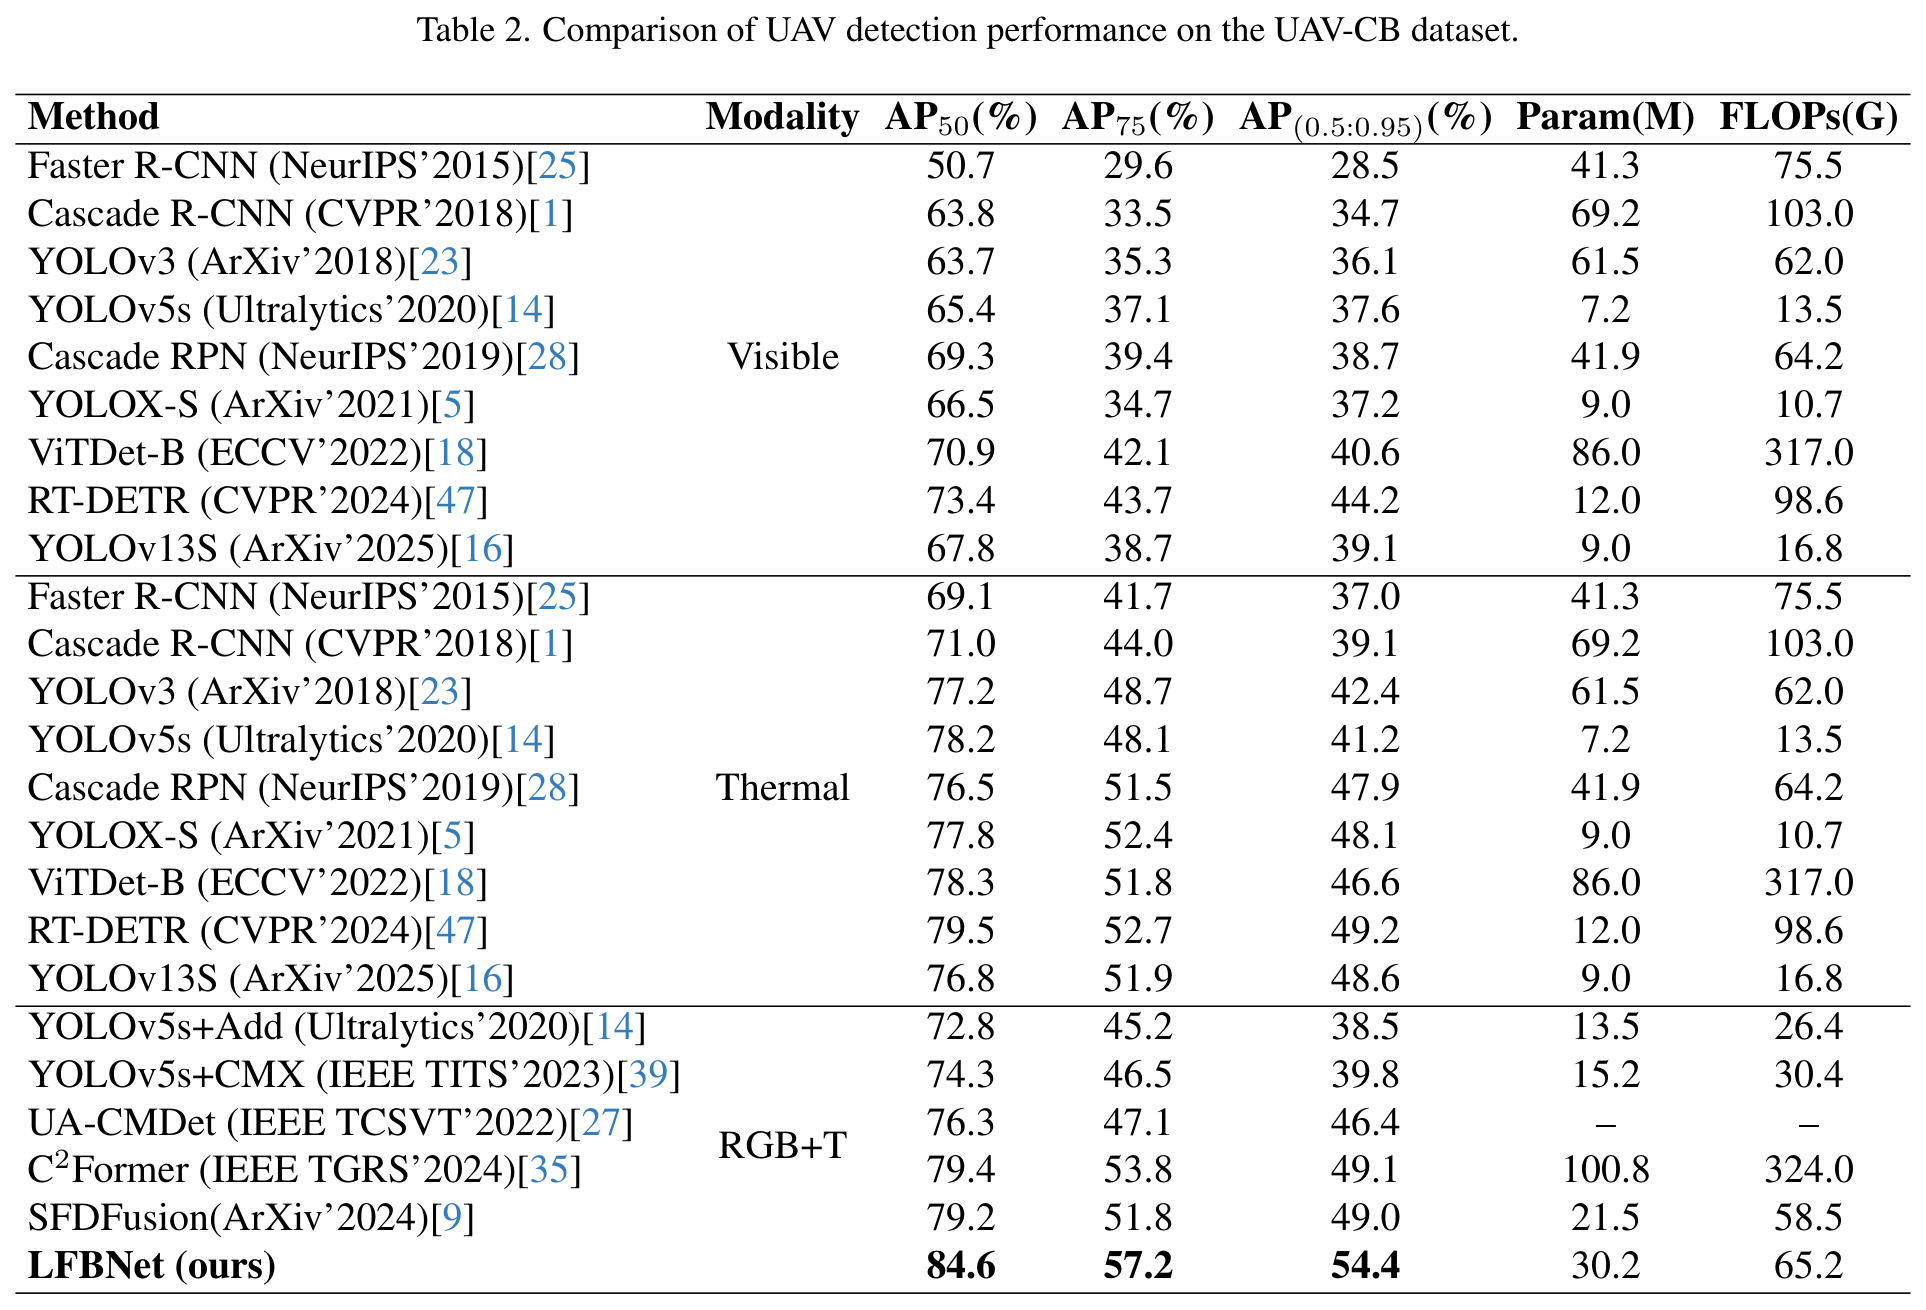 Table 2. Comparison of UAV detection performance on the UAV-CB dataset.
Method Modality AP50(%) AP75(%) AP(0.5:0.95)(%) Param(M) FLOPs(G)
Faster R-CNN (NeurIPS’2015)[25] 50.7 29.6 28.5 41.3 75.5
Cascade R-CNN (CVPR’2018)[1] 63.8 33.5 34.7 69.2 103.0
YOLOv3 (ArXiv’2018)[23] 63.7 35.3 36.1 61.5 62.0
YOLOv5s (Ultralytics’2020)[14] 65.4 37.1 37.6 7.2 13.5
Cascade RPN (NeurIPS’2019)[28] Visible 69.3 39.4 38.7 41.9 64.2
YOLOX-S (ArXiv’2021)[5] 66.5 34.7 37.2 9.0 10.7
ViTDet-B (ECCV’2022)[18] 70.9 42.1 40.6 86.0 317.0
RT-DETR (CVPR’2024)[47] 73.4 43.7 44.2 12.0 98.6
YOLOv13S (ArXiv’2025)[16] 67.8 38.7 39.1 9.0 16.8
Faster R-CNN (NeurIPS’2015)[25] 69.1 41.7 37.0 41.3 75.5
Cascade R-CNN (CVPR’2018)[1] 71.0 44.0 39.1 69.2 103.0
YOLOv3 (ArXiv’2018)[23] 77.2 48.7 42.4 61.5 62.0
YOLOv5s (Ultralytics’2020)[14] 78.2 48.1 41.2 7.2 13.5
Cascade RPN (NeurIPS’2019)[28] Thermal 76.5 51.5 47.9 41.9 64.2
YOLOX-S (ArXiv’2021)[5] 77.8 52.4 48.1 9.0 10.7
ViTDet-B (ECCV’2022)[18] 78.3 51.8 46.6 86.0 317.0
RT-DETR (CVPR’2024)[47] 79.5 52.7 49.2 12.0 98.6
YOLOv13S (ArXiv’2025)[16] 76.8 51.9 48.6 9.0 16.8
YOLOv5s+Add (Ultralytics’2020)[14] 72.8 45.2 38.5 13.5 26.4
YOLOv5s+CMX (IEEE TITS’2023)[39] 74.3 46.5 39.8 15.2 30.4
UA-CMDet (IEEE TCSVT’2022)[27] 76.3 47.1 46.4 – –
RGB+T
C²Former (IEEE TGRS’2024)[35] 79.4 53.8 49.1 100.8 324.0
SFDFusion(ArXiv’2024)[9] 79.2 51.8 49.0 21.5 58.5
LFBNet (ours) 84.6 57.2 54.4 30.2 65.2